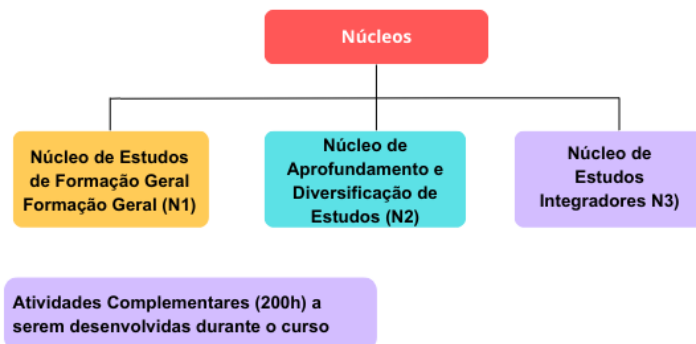 Núcleos
Núcleo de Estudos
de Formação Geral
Formação Geral (N1)
Núcleo de
Aprofundamento e
Diversificação de
Estudos (N2)
Núcleo de
Estudos
Integradores N3)
Atividades Complementares (200h) a
serem desenvolvidas durante o curso